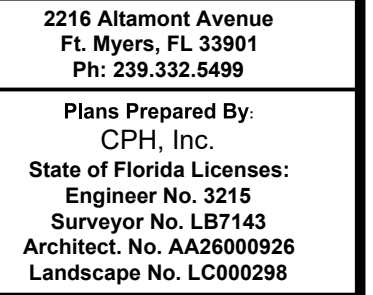 2216 Altamont Avenue
Ft. Myers, FL 33901
Ph: 239.332.5499
Plans Prepared By:
CPH, Inc.
State of Florida Licenses:
Engineer No. 3215
Surveyor No. LB7143
Architect. No. AA26000926
Landscape No. LC000298